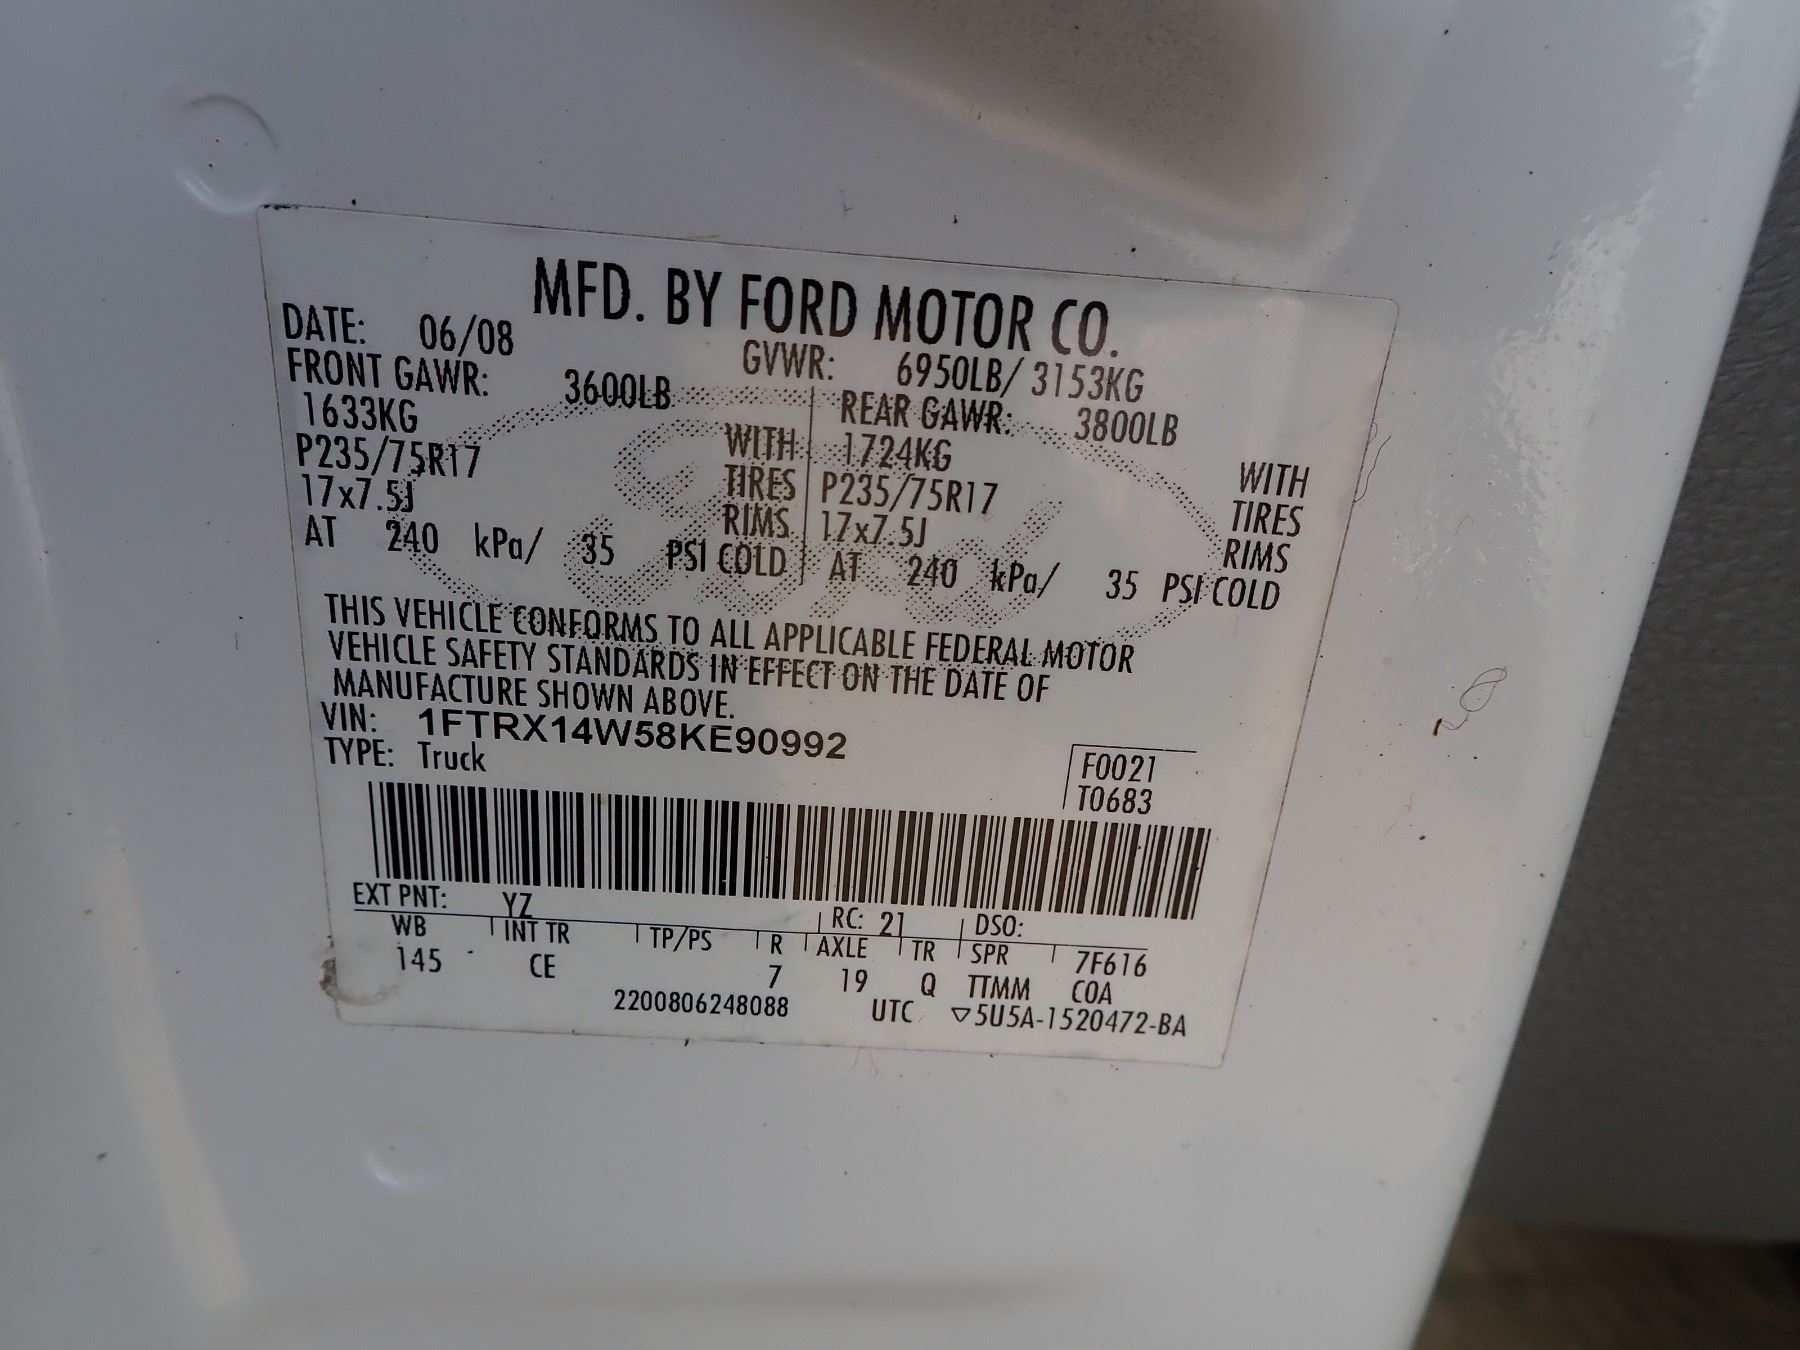 MFD. BY FORD MOTOR CO.
DATE: 06/08 GVWR: 6950LB/ 3153KG
FRONT GAWR: 3600LB REAR GAWR: 3800LB
1633KG WITH 1724KG WITH
P235/75R17 TIRES P235/75R17 TIRES
17x7.5J RIMS 17x7.5J RIMS
AT 240 kPa/ 35 PSI COLD AT 240 kPa/ 35 PSI COLD
THIS VEHICLE CONFORMS TO ALL APPLICABLE FEDERAL MOTOR
VEHICLE SAFETY STANDARDS IN EFFECT ON THE DATE OF
MANUFACTURE SHOWN ABOVE.
VIN: 1FTRX14W58KE90992
TYPE: Truck
F0021
T0683
EXT PNT: YZ RC: 21 DSO:
WB INT TR TP/PS R AXLE TR SPR 7F616
145 CE 7 19 Q TTMM COA
2200806248088 UTC ▽5U5A-1520472-BA
Ford